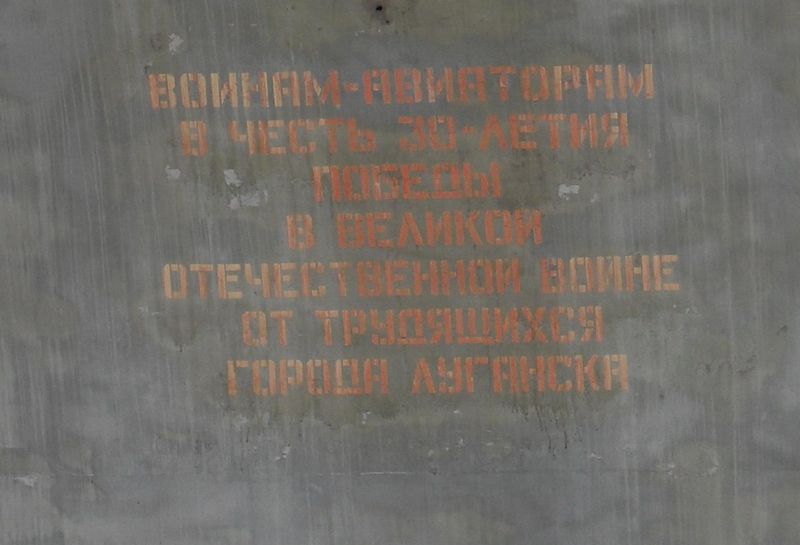 ВОИНАМ-АВИАТОРАМ
В ЧЕСТЬ 30-ЛЕТИЯ
ПОБЕДЫ
В ВЕЛИКОЙ
ОТЕЧЕСТВЕННОЙ ВОЙНЕ
ОТ ТРУДЯЩИХСЯ
ГОРОДА ЛУГАНСКА